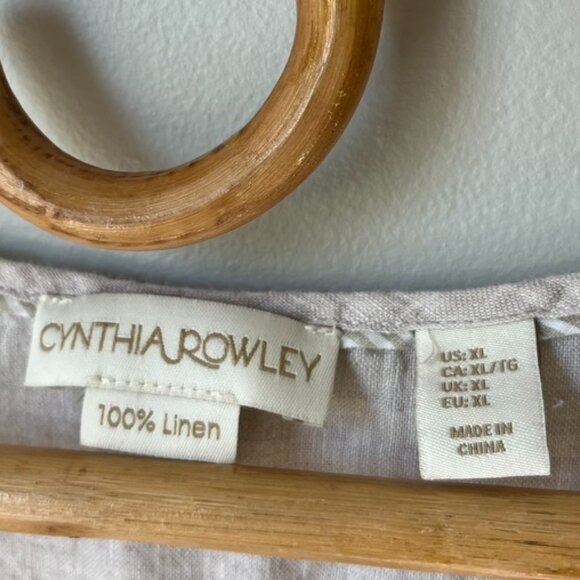 CYNTHIA ROWLEY
100% Linen
US: XL
CA: XL/TG
UK: XL
EU: XL
MADE IN
CHINA